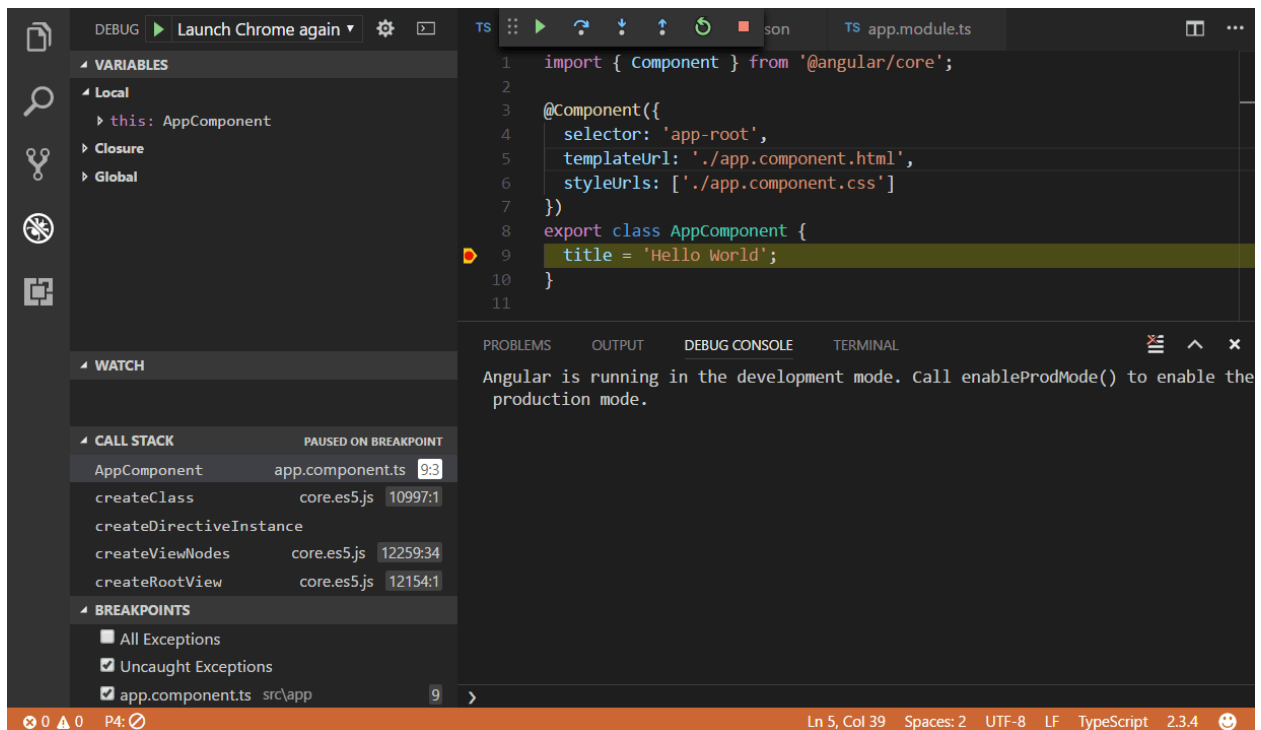 DEBUG Launch Chrome again
VARIABLES
Local
this: AppComponent
Closure
Global
WATCH
CALL STACK PAUSED ON BREAKPOINT
AppComponent app.component.ts 9:3
createClass core.es5.js 10997:1
createDirectiveInstance
createViewNodes core.es5.js 12259:34
createRootView core.es5.js 12154:1
BREAKPOINTS
All Exceptions
Uncaught Exceptions
app.component.ts src\app 9
TS son TS app.module.ts
1 import { Component } from '@angular/core';
2
3 @Component({
4 selector: 'app-root',
5 templateUrl: './app.component.html',
6 styleUrls: ['./app.component.css']
7 })
8 export class AppComponent {
9 title = 'Hello World';
10 }
11
PROBLEMS OUTPUT DEBUG CONSOLE TERMINAL
Angular is running in the development mode. Call enableProdMode() to enable the
production mode.
0 0 P4: Ln 5, Col 39 Spaces: 2 UTF-8 LF TypeScript 2.3.4